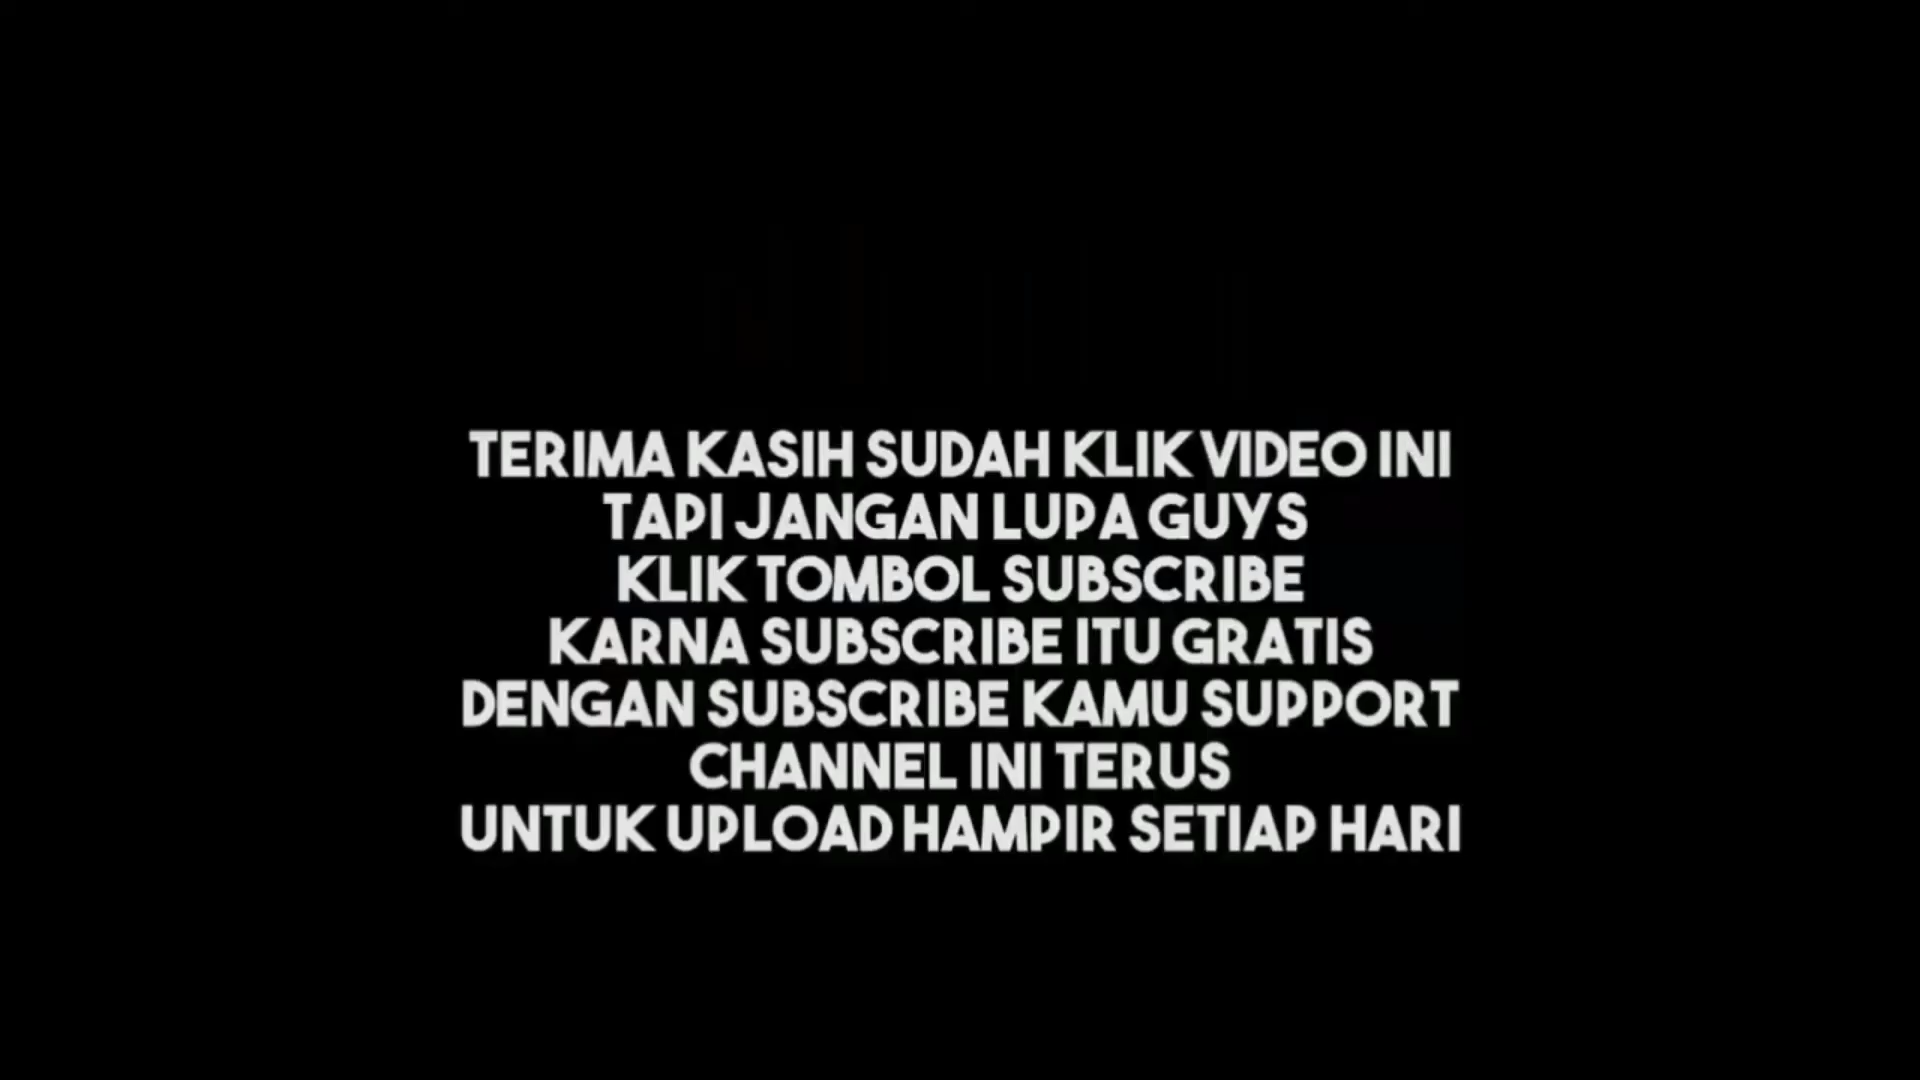 TERIMA KASIH SUDAH KLIK VIDEO INI
TAPI JANGAN LUPA GUYS
KLIK TOMBOL SUBSCRIBE
KARNA SUBSCRIBE ITU GRATIS
DENGAN SUBSCRIBE KAMU SUPPORT
CHANNEL INI TERUS
UNTUK UPLOAD HAMPIR SETIAP HARI